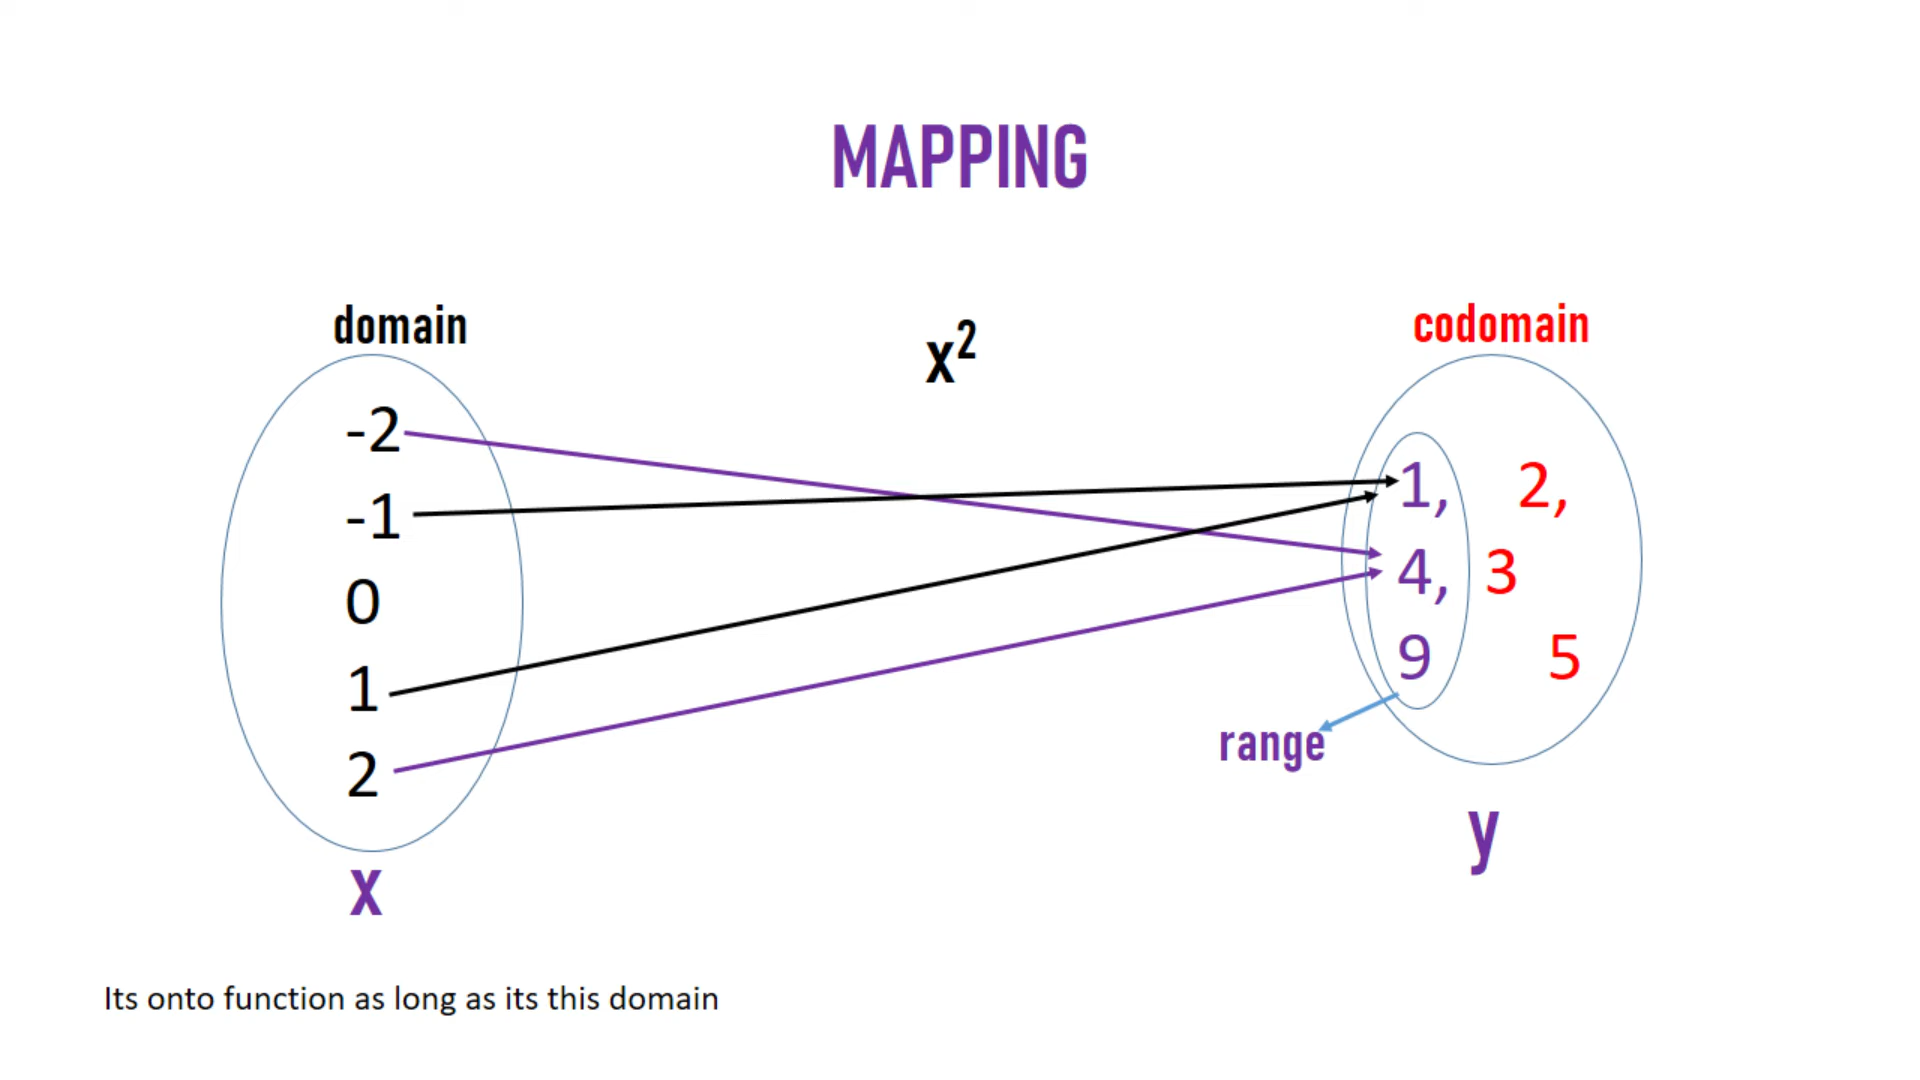 MAPPING
domain
x²
codomain
-2
-1
0
1
2
1, 2,
4, 3
9 5
range
x
y
Its onto function as long as its this domain